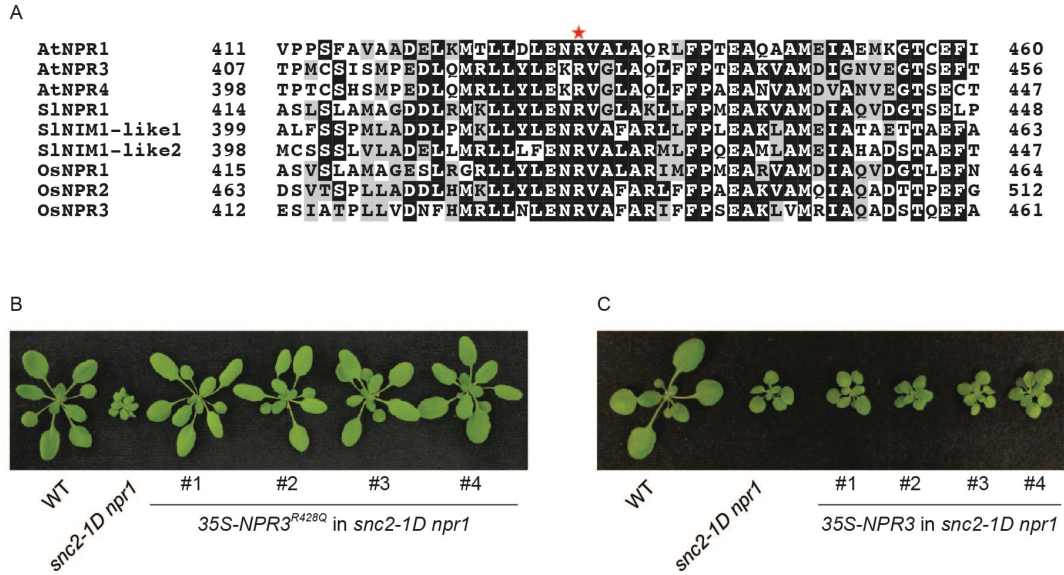 A
AtNPR1 411 VPPSFAVAADELKMTLLDLENRVALAQRLFPTEAQAAMEIAEMKGTCEFI 460
AtNPR3 407 TPMCSISMPEDLQMRLLYLEKRVGLAQLFFPTEAKVAMDIGNVEGTSEFT 456
AtNPR4 398 TPTCSHSMPEDLQMRLLYLEKRVGLAQLFFPAEANVAMDVANVEGTSECT 447
SlNPR1 414 ASLSLAMAGDDLRMKLLYLENRVGLAKLLFPMEAKVAMDIAQVDGTSELP 448
SlNIM1-like1 399 ALFSSPMLADDLPMKLLYLENRVAFARLLFPLEAKLAMEIATAETTAEFA 463
SlNIM1-like2 398 MCSSSLVLADELLMRLLFLENRVALARMLFPQEAMLAMEIAHADSTAEFT 447
OsNPR1 415 ASVSLAMAGESLRGRLLYLENRVALARIMFPMEARVAMDIAQVDGTLEFN 464
OsNPR2 463 DSVTSPLLADDLHMKLLYLENRVAFARLFFPAEAKVAMQIAQADTTPEFG 512
OsNPR3 412 ESIATPLLVDNFHMRLLNLENRVAFARIFFPSEAKLVMRIAQADSTQEFA 461
B
WT
snc2-1D npr1
#1 #2 #3 #4
35S-NPR3R428Q in snc2-1D npr1
C
WT
snc2-1D npr1
#1 #2 #3 #4
35S-NPR3 in snc2-1D npr1